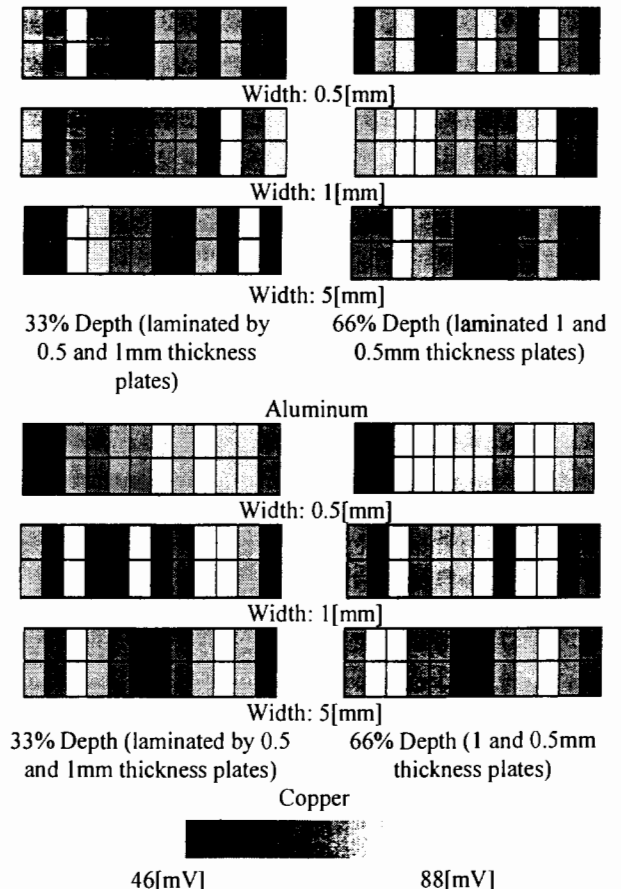 Width: 0.5[mm]
Width: 1[mm]
Width: 5[mm]
33% Depth (laminated by 0.5 and 1mm thickness plates)
66% Depth (laminated 1 and 0.5mm thickness plates)
Aluminum
Width: 0.5[mm]
Width: 1[mm]
Width: 5[mm]
33% Depth (laminated by 0.5 and 1mm thickness plates)
66% Depth (1 and 0.5mm thickness plates)
Copper
46[mV]
88[mV]